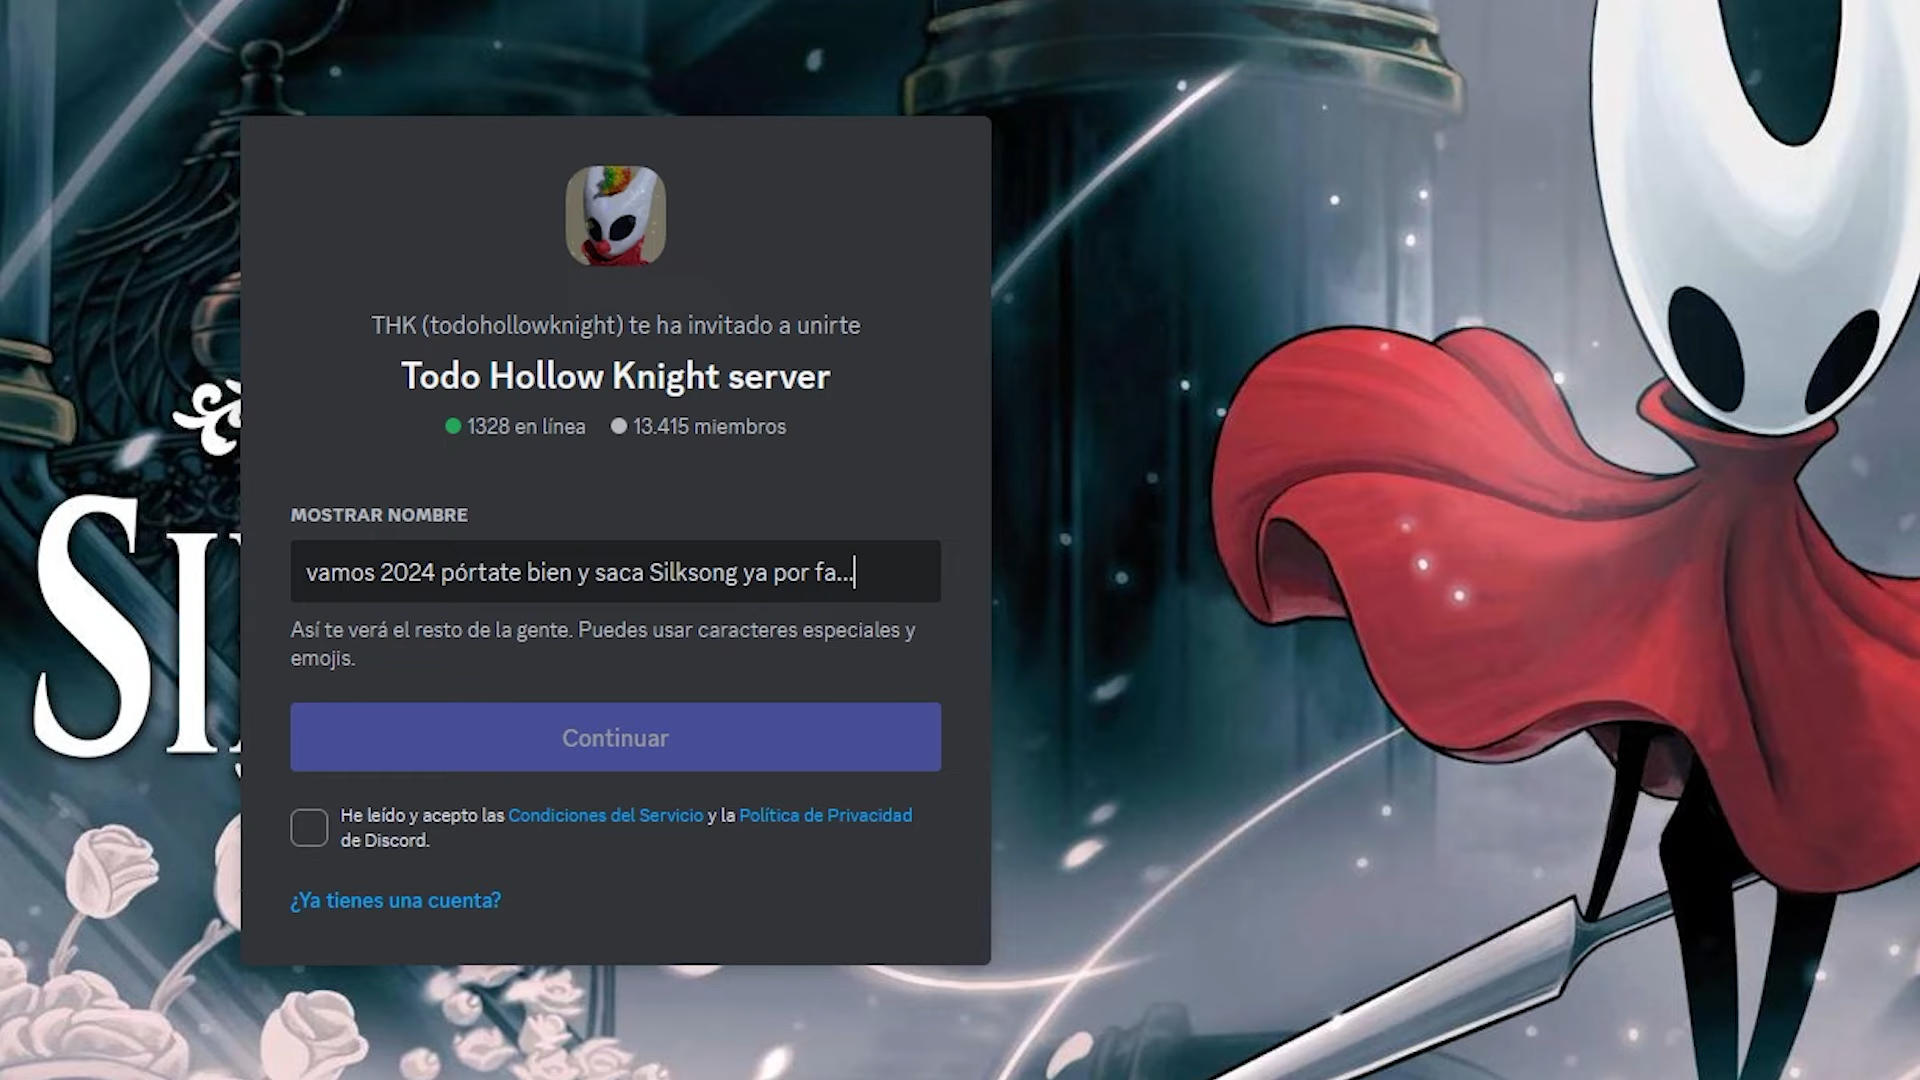 THK (todohollowknight) te ha invitado a unirte
Todo Hollow Knight server
1328 en línea 13.415 miembros
MOSTRAR NOMBRE
vamos 2024 pórtate bien y saca Silksong ya por fa...
Así te verá el resto de la gente. Puedes usar caracteres especiales y
emojis.
Continuar
He leído y acepto las Condiciones del Servicio y la Política de Privacidad
de Discord.
¿Ya tienes una cuenta?